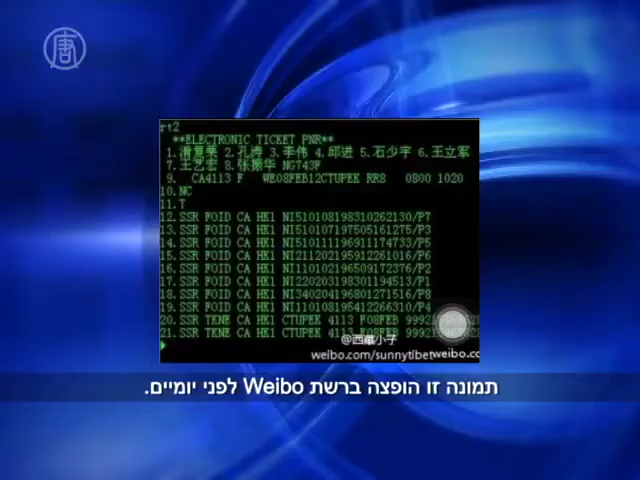 唐
rt2
**ELECTRONIC TICKET PNR**
1.潘复荣 2.孔涛 3.李伟 4.邱进 5.石少宇 6.王立军
7.王艺宏 8.张振华 NG743F
9. CA4113 F WE08FEB12CTUPEK RR8 0800 1020
10.NC
11.T
12.SSR FOID CA HK1 NI510108198310262130/P7
13.SSR FOID CA HK1 NI510107197505161275/P3
14.SSR FOID CA HK1 NI510111196911174733/P5
15.SSR FOID CA HK1 NI211202195912261016/P6
16.SSR FOID CA HK1 NI110102196509172376/P2
17.SSR FOID CA HK1 NI220203198301194513/P1
18.SSR FOID CA HK1 NI340204196801271516/P8
19.SSR FOID CA HK1 NI110108195412266310/P4
20.SSR TKNE CA HK1 CTUPEK 4113 F08FEB
21.SSR TKNE CA HK1 CTUPEK 4113 F08FEB
@西藏小子
weibo.com/sunnytibet
weibo.co
תמונה זו הופצה ברשת Weibo לפני יומיים.